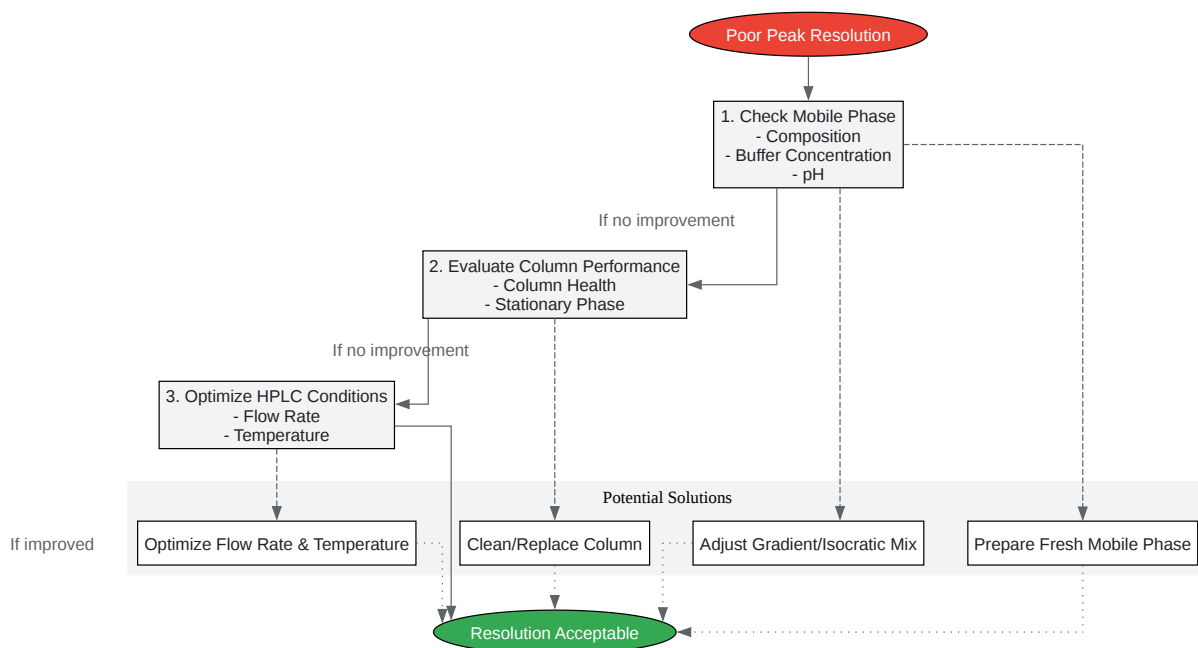 Poor Peak Resolution
1. Check Mobile Phase
- Composition
- Buffer Concentration
- pH
If no improvement
2. Evaluate Column Performance
- Column Health
- Stationary Phase
If no improvement
3. Optimize HPLC Conditions
- Flow Rate
- Temperature
Potential Solutions
If improved
Optimize Flow Rate & Temperature
Clean/Replace Column
Adjust Gradient/Isocratic Mix
Prepare Fresh Mobile Phase
Resolution Acceptable